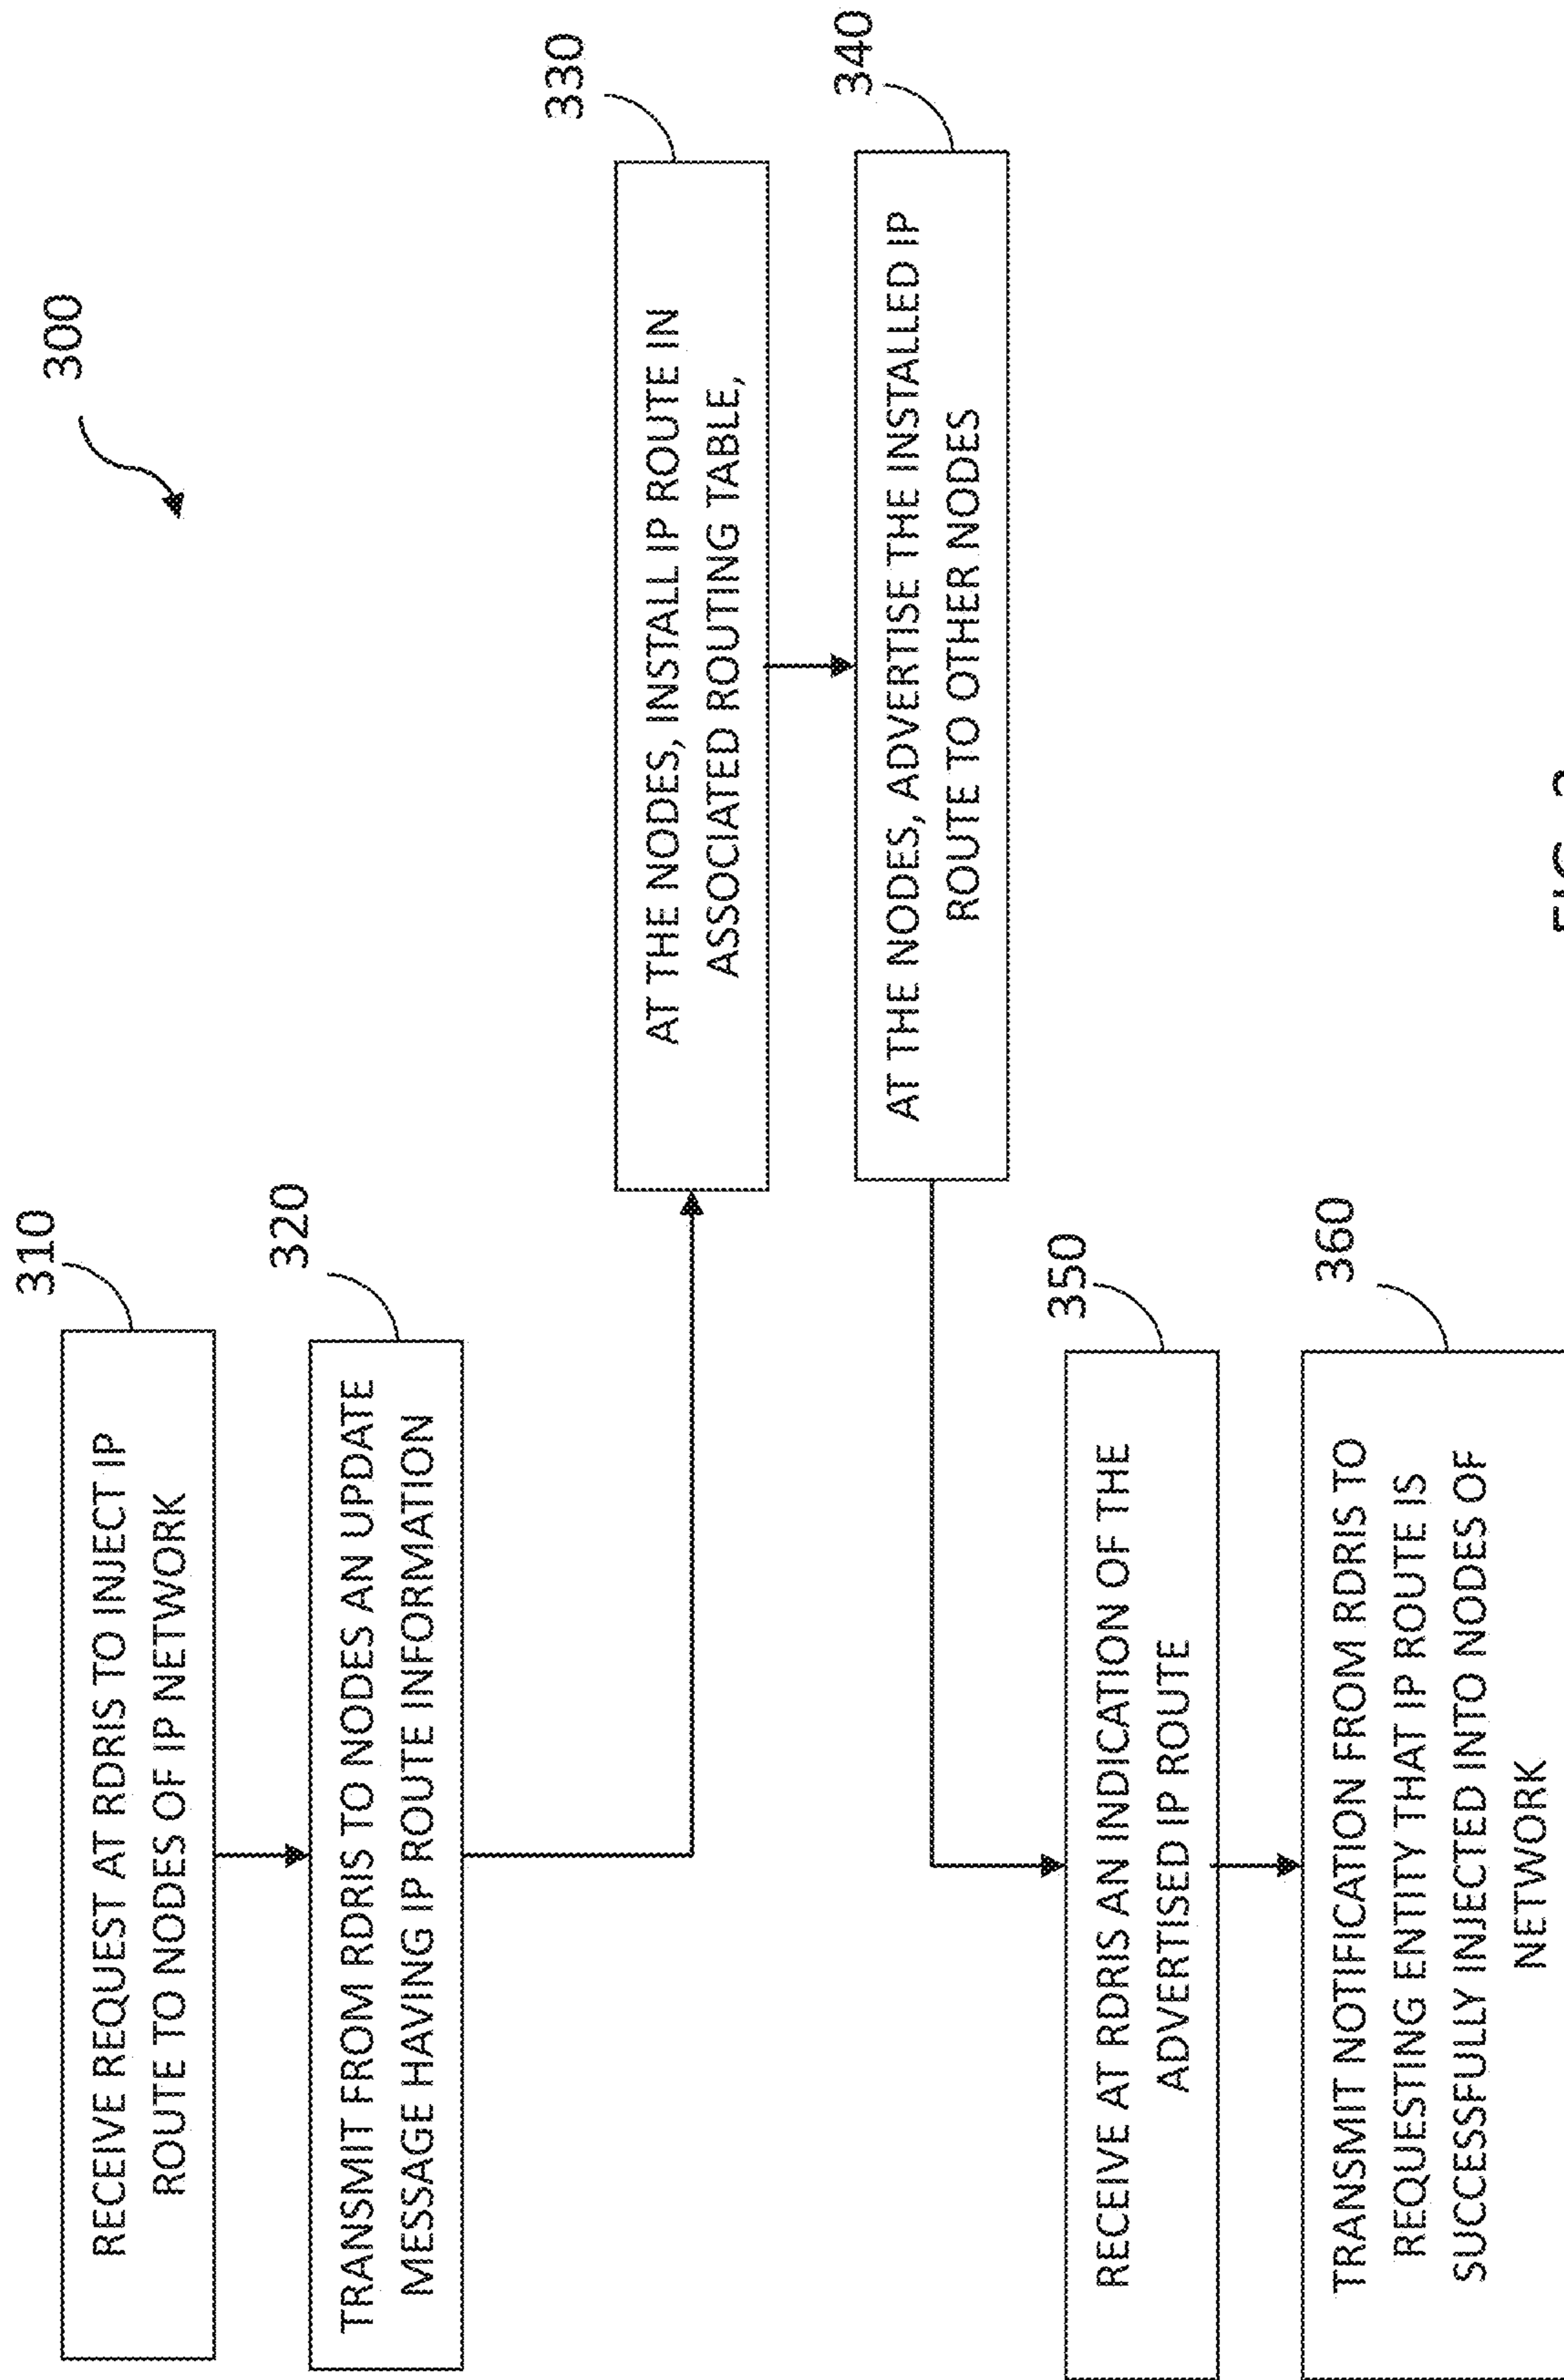 300
310
RECEIVE REQUEST AT RDRIS TO INJECT IP
ROUTE TO NODES OF IP NETWORK
320
TRANSMIT FROM RDRIS TO NODES AN UPDATE
MESSAGE HAVING IP ROUTE INFORMATION
330
AT THE NODES, INSTALL IP ROUTE IN
ASSOCIATED ROUTING TABLE,
340
AT THE NODES, ADVERTISE THE INSTALLED IP
ROUTE TO OTHER NODES
350
RECEIVE AT RDRIS AN INDICATION OF THE
ADVERTISED IP ROUTE
360
TRANSMIT NOTIFICATION FROM RDRIS TO
REQUESTING ENTITY THAT IP ROUTE IS
SUCCESSFULLY INJECTED INTO NODES OF
NETWORK
FIG.